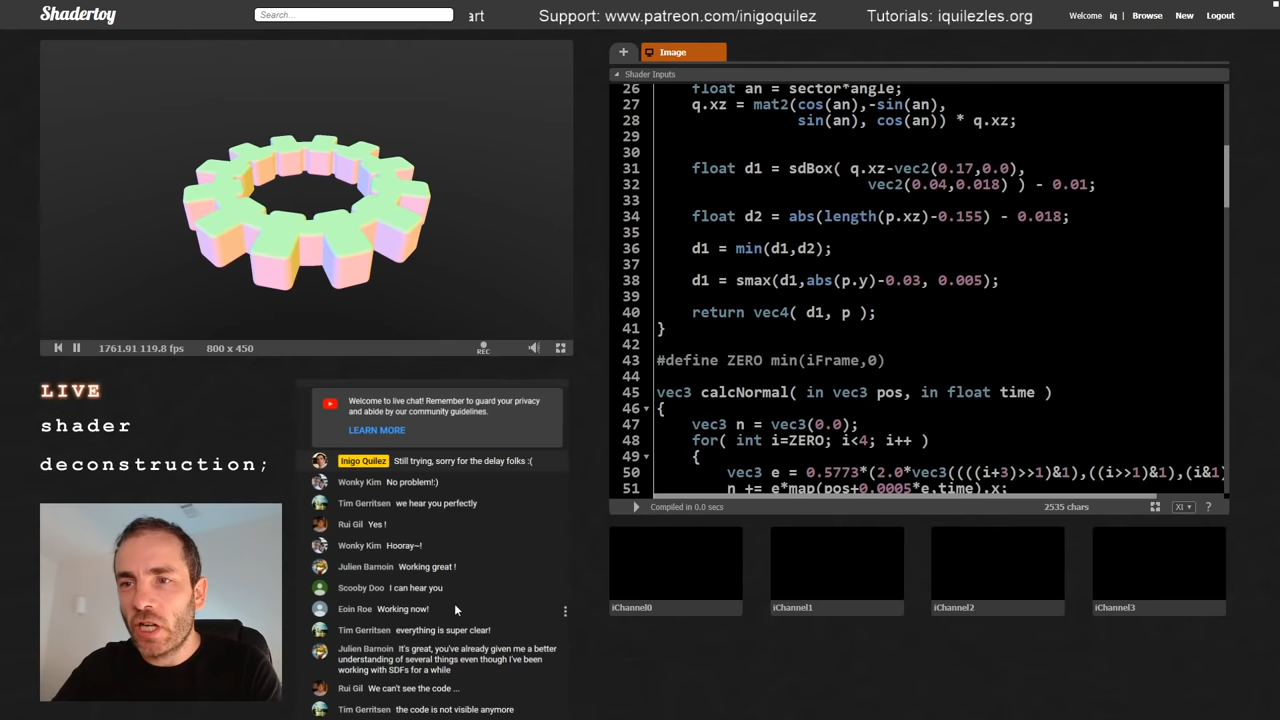 Shadertoy
Search...
art
Support: www.patreon.com/inigoquilez
Tutorials: iquilezles.org
Welcome iq | Browse New Logout
+ Image
Shader Inputs
26 float an = sector*angle;
27 q.xz = mat2(cos(an),-sin(an),
28 sin(an), cos(an)) * q.xz;
29
30
31 float d1 = sdBox( q.xz-vec2(0.17,0.0),
32 vec2(0.04,0.018) ) - 0.01;
33
34 float d2 = abs(length(p.xz)-0.155) - 0.018;
35
36 d1 = min(d1,d2);
37
38 d1 = smax(d1,abs(p.y)-0.03, 0.005);
39
40 return vec4( d1, p );
41 }
42
43 #define ZERO min(iFrame,0)
44
45 vec3 calcNormal( in vec3 pos, in float time )
46 {
47 vec3 n = vec3(0.0);
48 for( int i=ZERO; i<4; i++ )
49 {
50 vec3 e = 0.5773*(2.0*vec3((((i+3)>>1)&1),((i>>1)&1),(i&1)
51 n += e*map(pos+0.0005*e,time).x;
1761.91 119.8 fps 800 x 450
REC
Compiled in 0.0 secs
2535 chars
XI ?
iChannel0
iChannel1
iChannel2
iChannel3
LIVE
shader
deconstruction;
Welcome to live chat! Remember to guard your privacy
and abide by our community guidelines.
LEARN MORE
Inigo Quilez Still trying, sorry for the delay folks :(
Wonky Kim No problem!:)
Tim Gerritsen we hear you perfectly
Rui Gil Yes !
Wonky Kim Hooray~!
Julien Barnoin Working great !
Scooby Doo I can hear you
Eoin Roe Working now!
Tim Gerritsen everything is super clear!
Julien Barnoin It's great, you've already given me a better
understanding of several things even though I've been
working with SDFs for a while
Rui Gil We can't see the code ...
Tim Gerritsen the code is not visible anymore